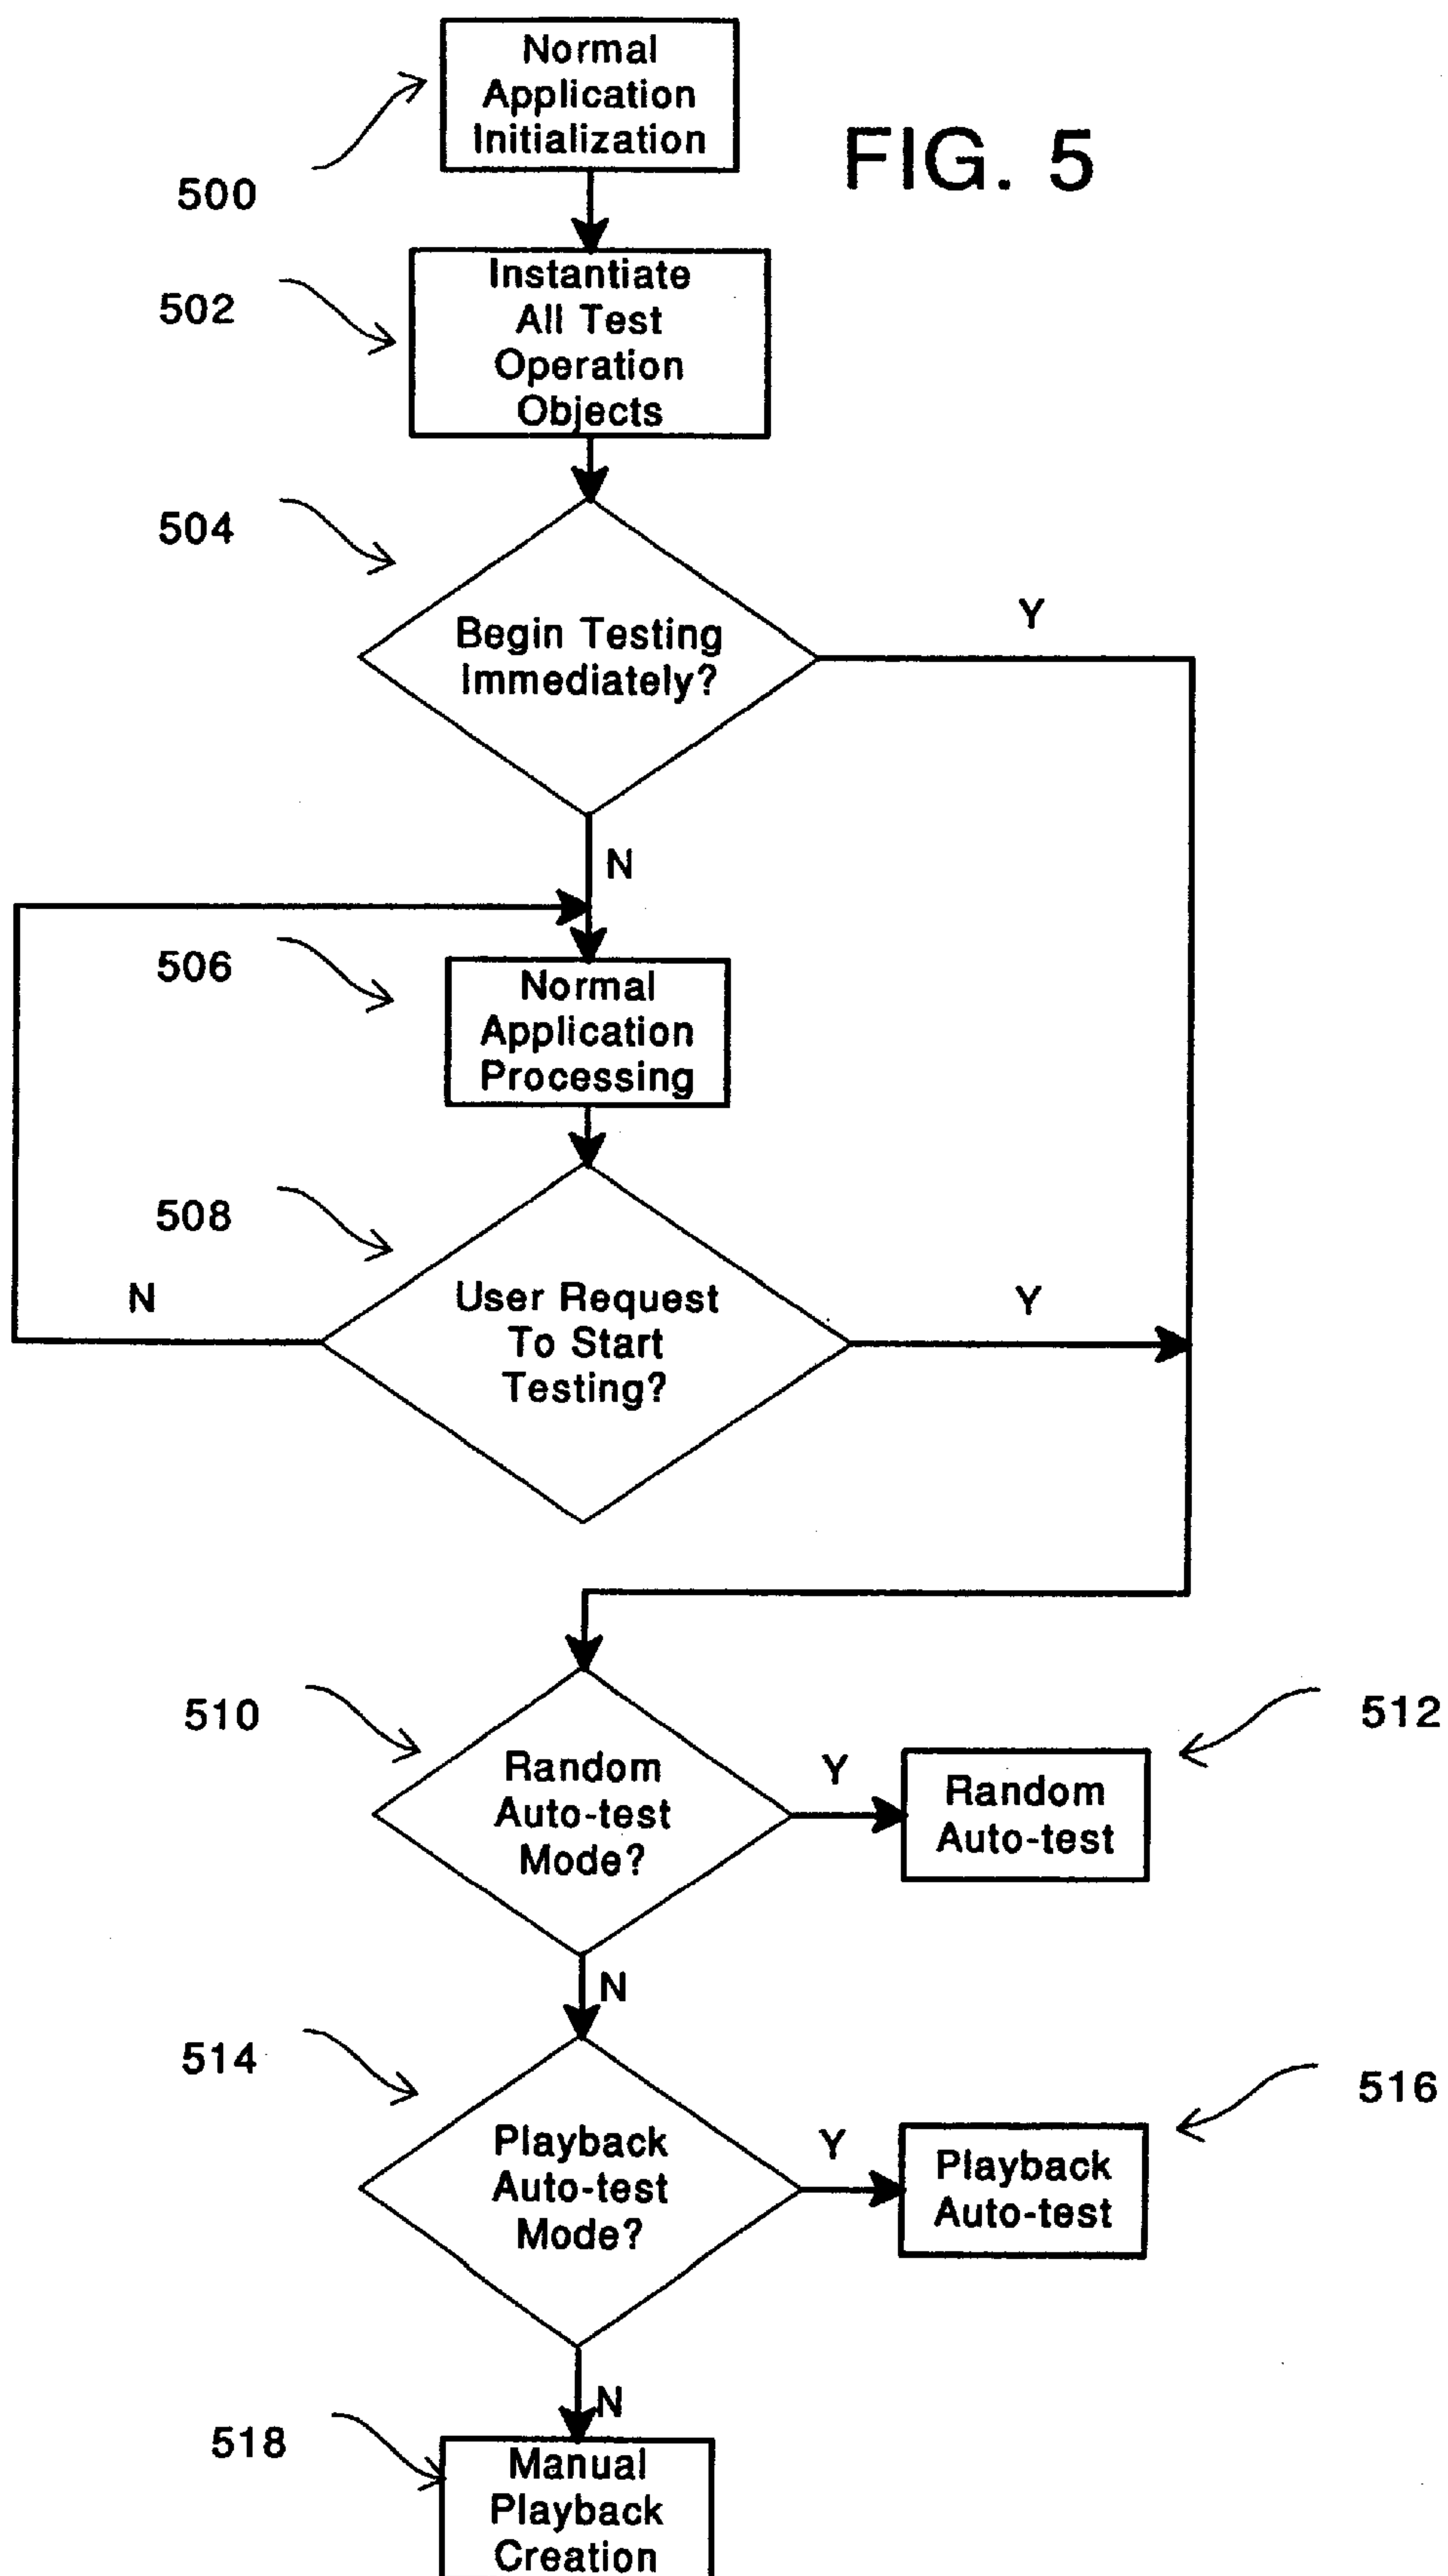 Normal
Application
Initialization
FIG. 5
500
Instantiate
All Test
Operation
Objects
502
504
Begin Testing
Immediately?
Y
N
506
Normal
Application
Processing
508
N
User Request
To Start
Testing?
Y
510
Random
Auto-test
Mode?
Y
Random
Auto-test
512
N
514
Playback
Auto-test
Mode?
Y
Playback
Auto-test
516
N
518
Manual
Playback
Creation